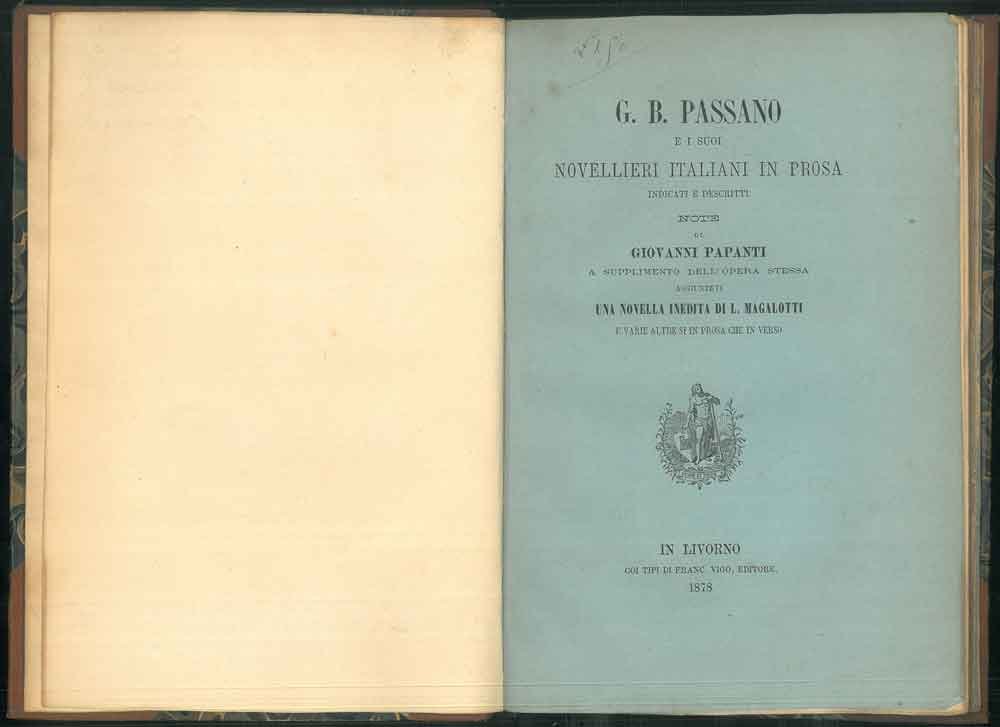 G. B. PASSANO
E I SUOI
NOVELLIERI ITALIANI IN PROSA
INDICATI E DESCRITTI
NOTE
DI
GIOVANNI PAPANTI
A SUPPLIMENTO DELL'OPERA STESSA
AGGIUNTEVI
UNA NOVELLA INEDITA DI L. MAGALOTTI
E VARIE ALTRE SÌ IN PROSA CHE IN VERSO
IN LIVORNO
COI TIPI DI FRANC. VIGO, EDITORE.
1878